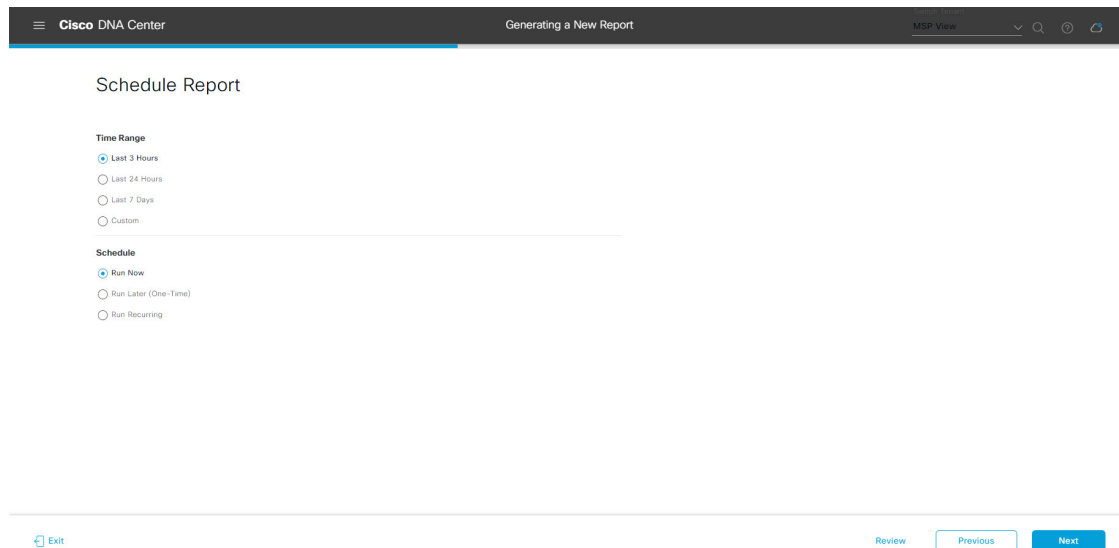 Cisco DNA Center
Generating a New Report
MSP View
Schedule Report
Time Range
Last 3 Hours
Last 24 Hours
Last 7 Days
Custom
Schedule
Run Now
Run Later (One-Time)
Run Recurring
Exit
Review
Previous
Next